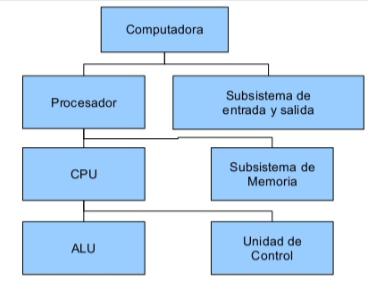 Computadora
Procesador
Subsistema de
entrada y salida
CPU
Subsistema de
Memoria
ALU
Unidad de
Control